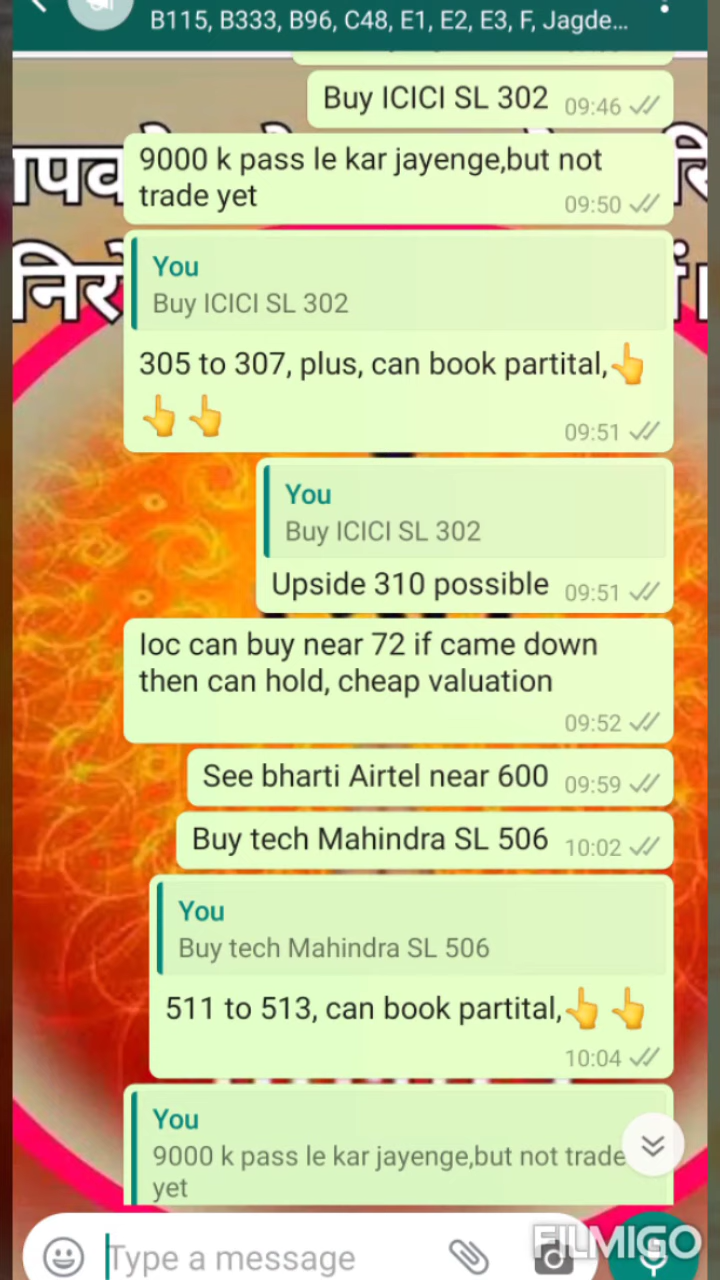 B115, B333, B96, C48, E1, E2, E3, F, Jagde...
Buy ICICI SL 302 09:46
9000 k pass le kar jayenge,but not
trade yet 09:50
You
Buy ICICI SL 302
305 to 307, plus, can book partital,👆
👆👆
09:51
You
Buy ICICI SL 302
Upside 310 possible 09:51
Ioc can buy near 72 if came down
then can hold, cheap valuation
09:52
See bharti Airtel near 600 09:59
Buy tech Mahindra SL 506 10:02
You
Buy tech Mahindra SL 506
511 to 513, can book partital,👆👆
10:04
You
9000 k pass le kar jayenge,but not trade
yet
Type a message
FILMIGO